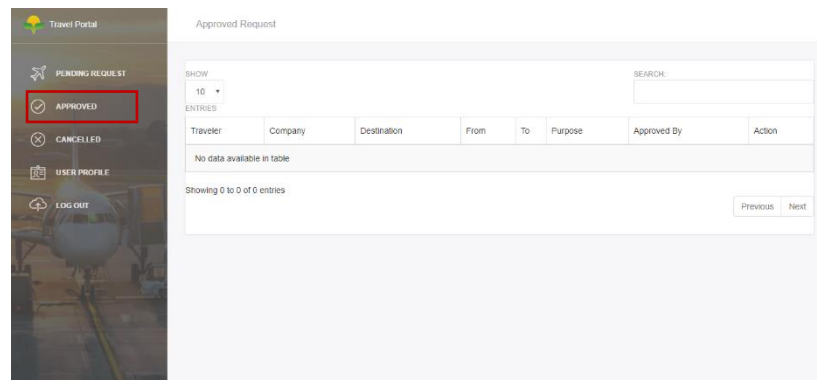 Travel Portal
PENDING REQUEST
APPROVED
CANCELLED
USER PROFILE
LOG OUT
Approved Request
SHOW
10
ENTRIES
SEARCH:
Traveler Company Destination From To Purpose Approved By Action
No data available in table
Showing 0 to 0 of 0 entries
Previous Next